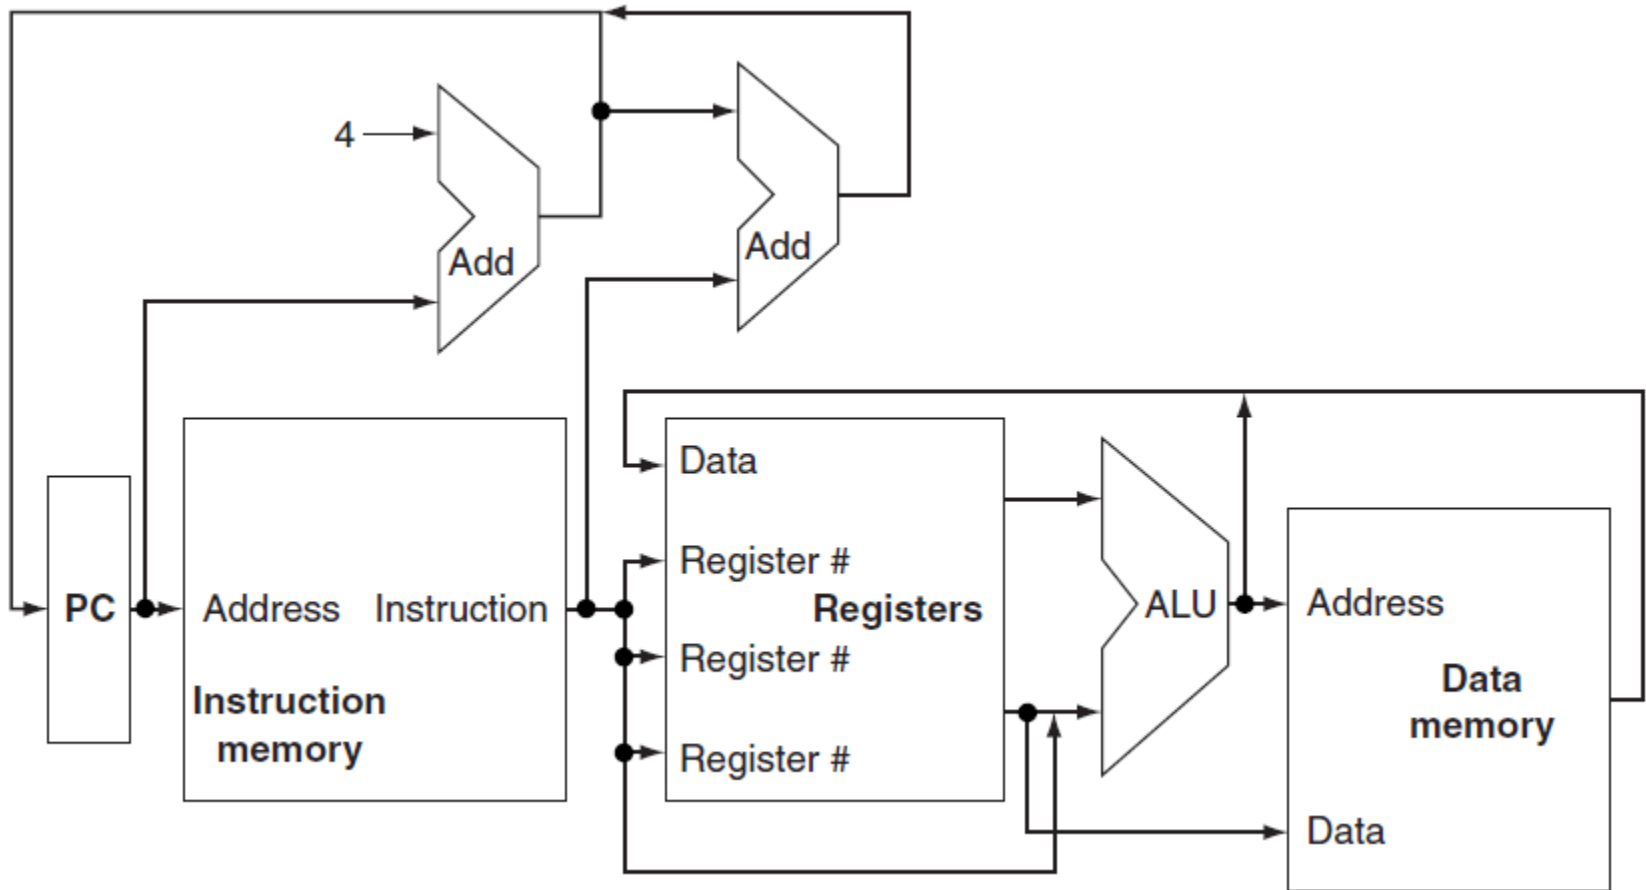 4
Add
Add
PC
Address
Instruction
Instruction
memory
Data
Register #
Registers
Register #
Register #
ALU
Address
Data
memory
Data